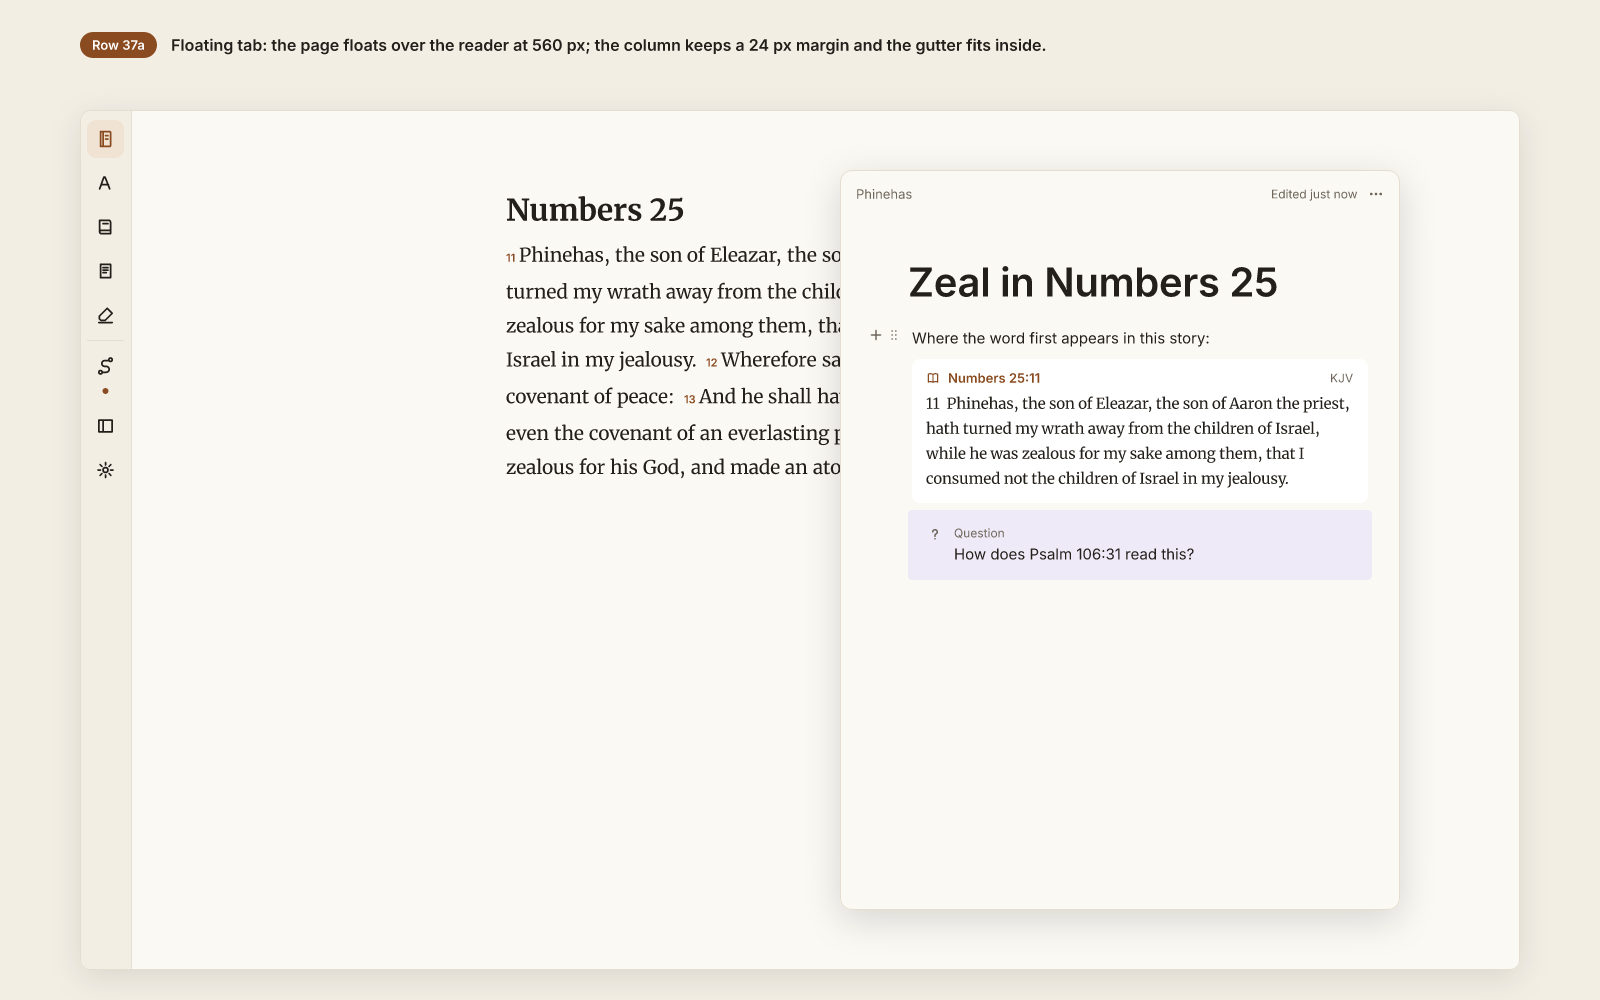 Row 37a
Floating tab: the page floats over the reader at 560 px; the column keeps a 24 px margin and the gutter fits inside.
Numbers 25
11 Phinehas, the son of Eleazar, the so
turned my wrath away from the child
zealous for my sake among them, tha
Israel in my jealousy. 12 Wherefore sa
covenant of peace: 13 And he shall ha
even the covenant of an everlasting p
zealous for his God, and made an ato
Phinehas
Edited just now
Zeal in Numbers 25
Where the word first appears in this story:
Numbers 25:11
KJV
11 Phinehas, the son of Eleazar, the son of Aaron the priest,
hath turned my wrath away from the children of Israel,
while he was zealous for my sake among them, that I
consumed not the children of Israel in my jealousy.
? Question
How does Psalm 106:31 read this?